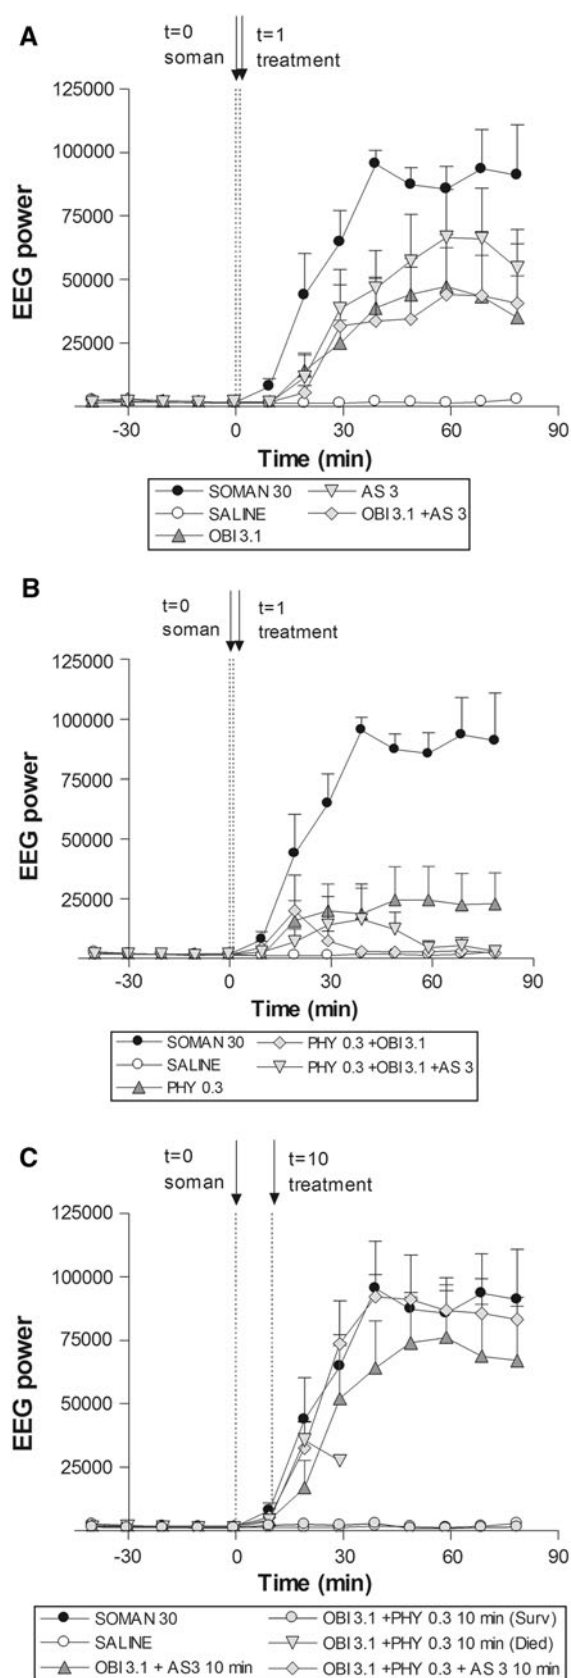 A
t=0 t=1
soman treatment
125000
100000
75000
50000
25000
EEG power
-30 0 30 60 90
Time (min)
SOMAN 30 AS 3
SALINE OBI 3.1 +AS 3
OBI 3.1
B
t=0 t=1
soman treatment
125000
100000
75000
50000
25000
EEG power
-30 0 30 60 90
Time (min)
SOMAN 30 PHY 0.3 +OBI 3.1
SALINE PHY 0.3 +OBI 3.1 +AS 3
PHY 0.3
C
t=0 t=10
soman treatment
125000
100000
75000
50000
25000
EEG power
-30 0 30 60 90
Time (min)
SOMAN 30 OBI 3.1 +PHY 0.3 10 min (Surv)
SALINE OBI 3.1 +PHY 0.3 10 min (Died)
OBI 3.1 + AS3 10 min OBI 3.1 +PHY 0.3 + AS3 10 min